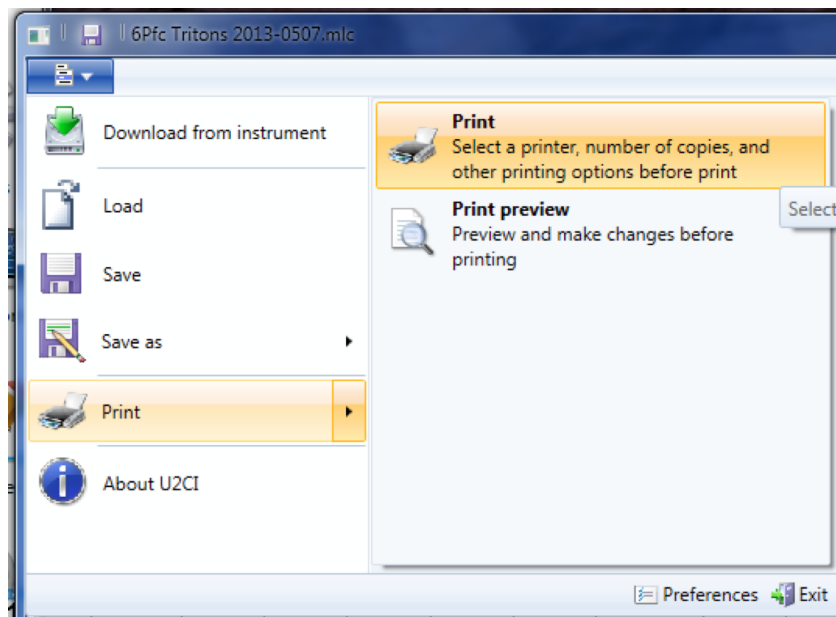 6Pfc Tritons 2013-0507.mlc
Download from instrument
Load
Save
Save as
Print
About U2CI
Print
Select a printer, number of copies, and
other printing options before print
Print preview
Preview and make changes before
printing
Select
Preferences
Exit